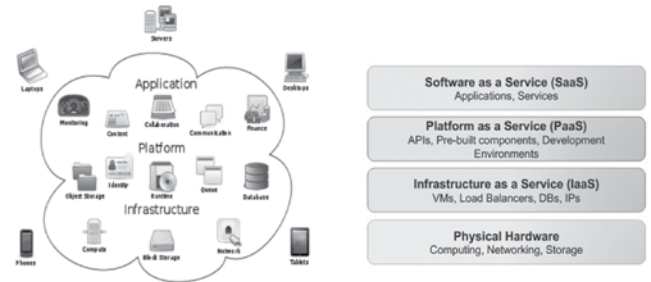 Servers
Laptops
Desktops
Application
Monitoring
Content
Collaboration
Communication
Finance
Platform
Object Storage
Identity
Runtime
Queue
Database
Infrastructure
Compute
Block Storage
Network
Phones
Tablets
Software as a Service (SaaS)
Applications, Services
Platform as a Service (PaaS)
APIs, Pre-built components, Development
Environments
Infrastructure as a Service (IaaS)
VMs, Load Balancers, DBs, IPs
Physical Hardware
Computing, Networking, Storage